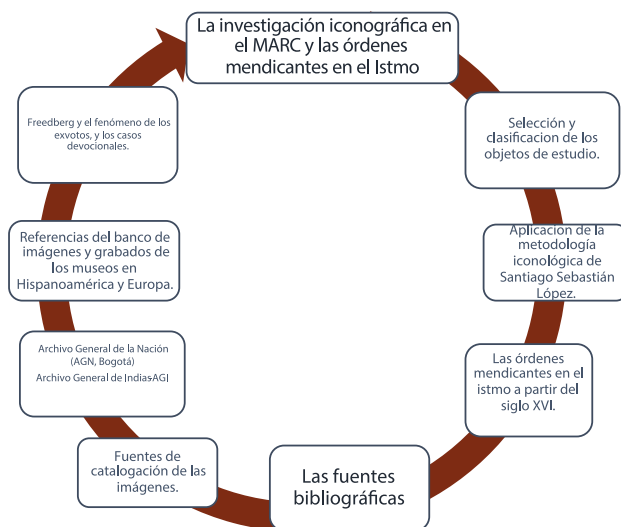 La investigación iconográfica en
el MARC y las órdenes
mendicantes en el Istmo
Selección y
clasificacion de los
objetos de estudio.
Aplicación de la
metodología
iconológica de
Santiago Sebastián
López.
Las órdenes
mendicantes en el
istmo a partir del
siglo XVI.
Las fuentes
bibliográficas
Fuentes de
catalogación de las
imágenes.
Archivo General de la Nación
(AGN, Bogotá)
Archivo General de Indias-AGI
Referencias del banco de
imágenes y grabados de
los museos en
Hispanoamérica y Europa.
Freedberg y el fenómeno de los
exvotos, y los casos
devocionales.